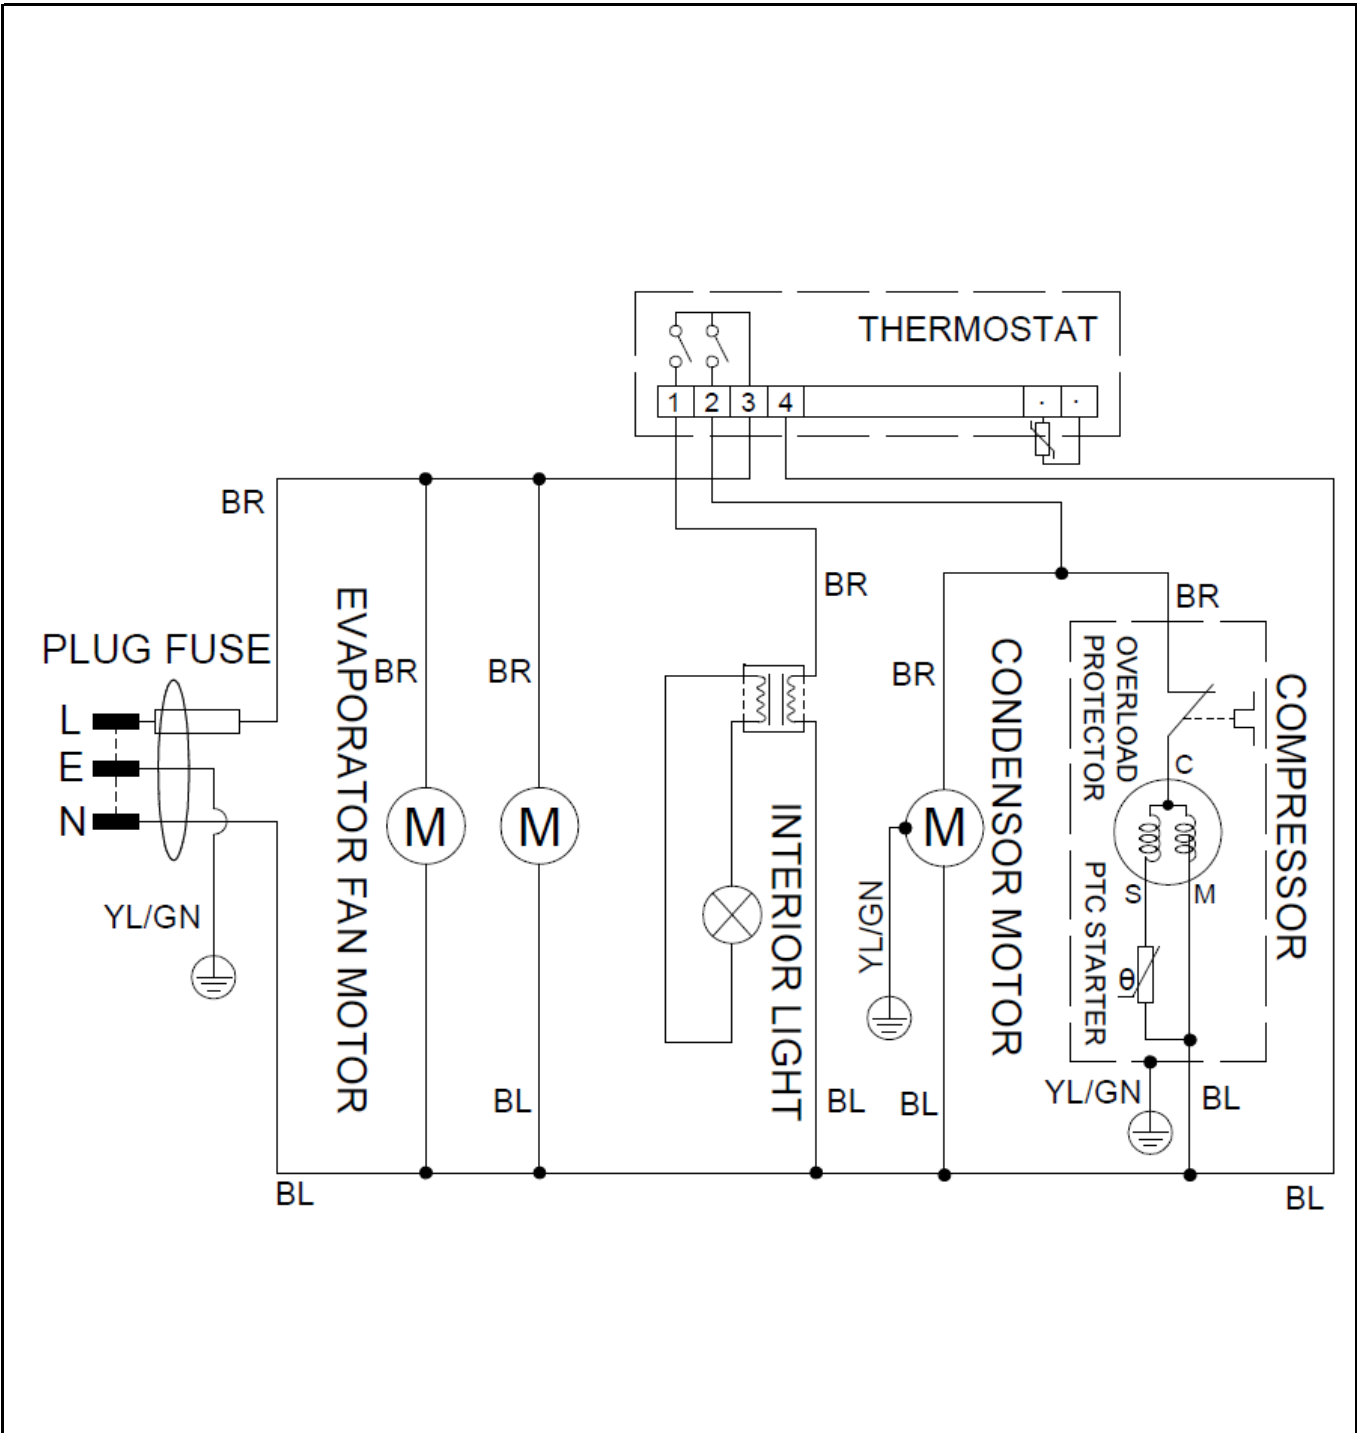 THERMOSTAT
1 2 3 4 . .
BR
BR
BR
PLUG FUSE
EVAPORATOR FAN MOTOR
BR
BR
BR
OVERLOAD
PROTECTOR
CONDENSOR MOTOR
COMPRESSOR
L
E
N
C
M
M
M
INTERIOR LIGHT
S
M
PTC STARTER
θ
YL/GN
YL/GN
YL/GN
BL
BL
BL
BL
BL
BL